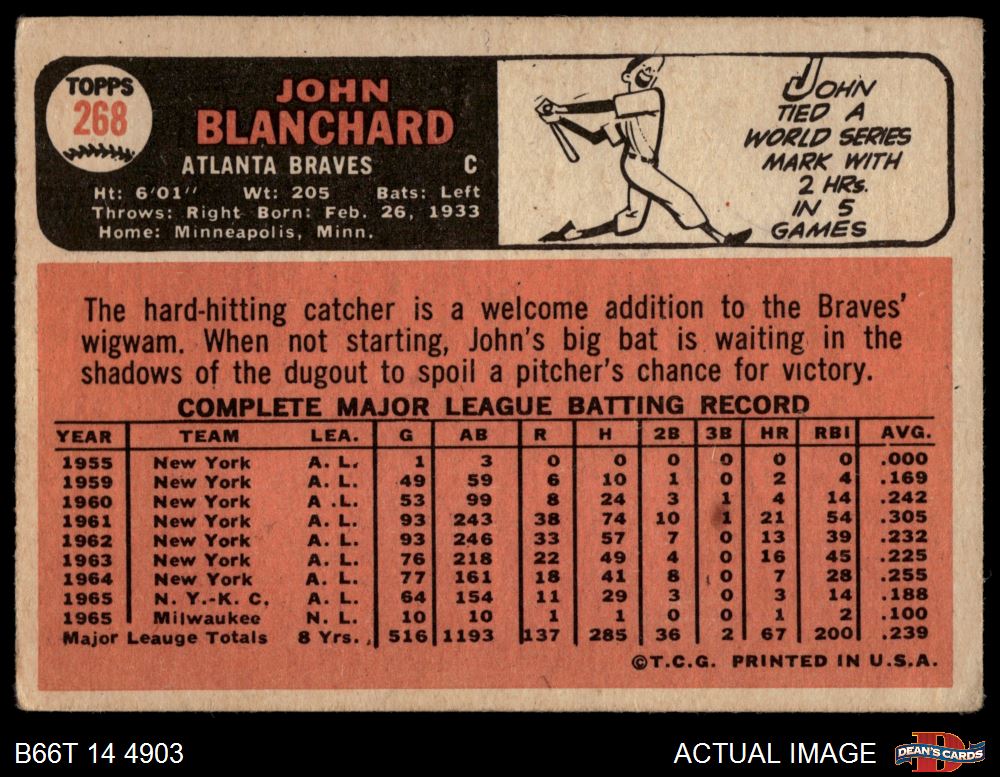 TOPPS
268
JOHN
BLANCHARD
ATLANTA BRAVES C
Ht: 6'01" Wt: 205 Bats: Left
Throws: Right Born: Feb. 26, 1933
Home: Minneapolis, Minn.
JOHN
TIED A
WORLD SERIES
MARK WITH
2 HRs.
IN 5
GAMES
The hard-hitting catcher is a welcome addition to the Braves'
wigwam. When not starting, John's big bat is waiting in the
shadows of the dugout to spoil a pitcher's chance for victory.
COMPLETE MAJOR LEAGUE BATTING RECORD
YEAR TEAM LEA. G AB R H 2B 3B HR RBI AVG.
1955 New York A. L. 1 3 0 0 0 0 0 0 .000
1959 New York A. L. 49 59 6 10 1 0 2 4 .169
1960 New York A .L. 53 99 8 24 3 1 4 14 .242
1961 New York A. L. 93 243 38 74 10 1 21 54 .305
1962 New York A. L. 93 246 33 57 7 0 13 39 .232
1963 New York A. L. 76 218 22 49 4 0 16 45 .225
1964 New York A. L. 77 161 18 41 8 0 7 28 .255
1965 N. Y.-K. C. A. L. 64 154 11 29 3 0 3 14 .188
1965 Milwaukee N. L. 10 10 1 1 0 0 1 2 .100
Major Leauge Totals 8 Yrs. 516 1193 137 285 36 2 67 200 .239
©T.C.G. PRINTED IN U.S.A.
B66T 14 4903 ACTUAL IMAGE
DEAN'S CARDS